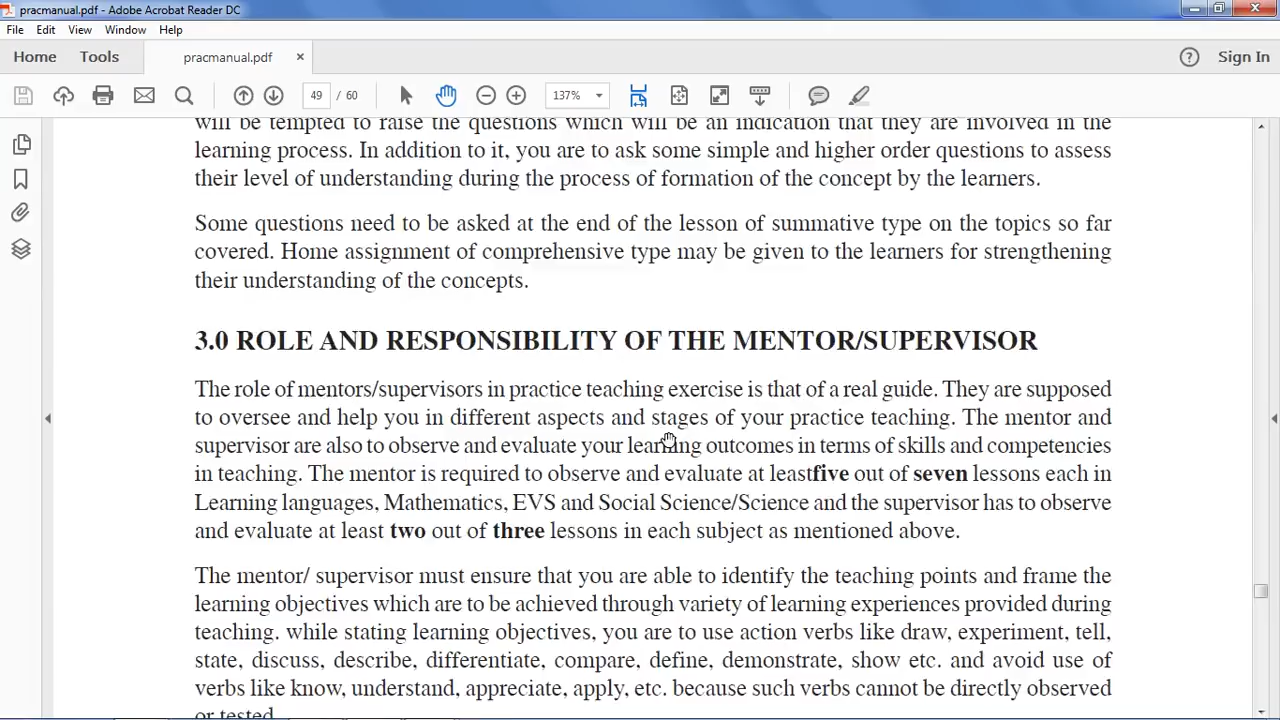 pracmanual.pdf - Adobe Acrobat Reader DC
File Edit View Window Help
Home Tools pracmanual.pdf × ? Sign In
49 / 60 137%
will be tempted to raise the questions which will be an indication that they are involved in the
learning process. In addition to it, you are to ask some simple and higher order questions to assess
their level of understanding during the process of formation of the concept by the learners.
Some questions need to be asked at the end of the lesson of summative type on the topics so far
covered. Home assignment of comprehensive type may be given to the learners for strengthening
their understanding of the concepts.
3.0 ROLE AND RESPONSIBILITY OF THE MENTOR/SUPERVISOR
The role of mentors/supervisors in practice teaching exercise is that of a real guide. They are supposed
to oversee and help you in different aspects and stages of your practice teaching. The mentor and
supervisor are also to observe and evaluate your learning outcomes in terms of skills and competencies
in teaching. The mentor is required to observe and evaluate at leastfive out of seven lessons each in
Learning languages, Mathematics, EVS and Social Science/Science and the supervisor has to observe
and evaluate at least two out of three lessons in each subject as mentioned above.
The mentor/ supervisor must ensure that you are able to identify the teaching points and frame the
learning objectives which are to be achieved through variety of learning experiences provided during
teaching. while stating learning objectives, you are to use action verbs like draw, experiment, tell,
state, discuss, describe, differentiate, compare, define, demonstrate, show etc. and avoid use of
verbs like know, understand, appreciate, apply, etc. because such verbs cannot be directly observed
or tested.